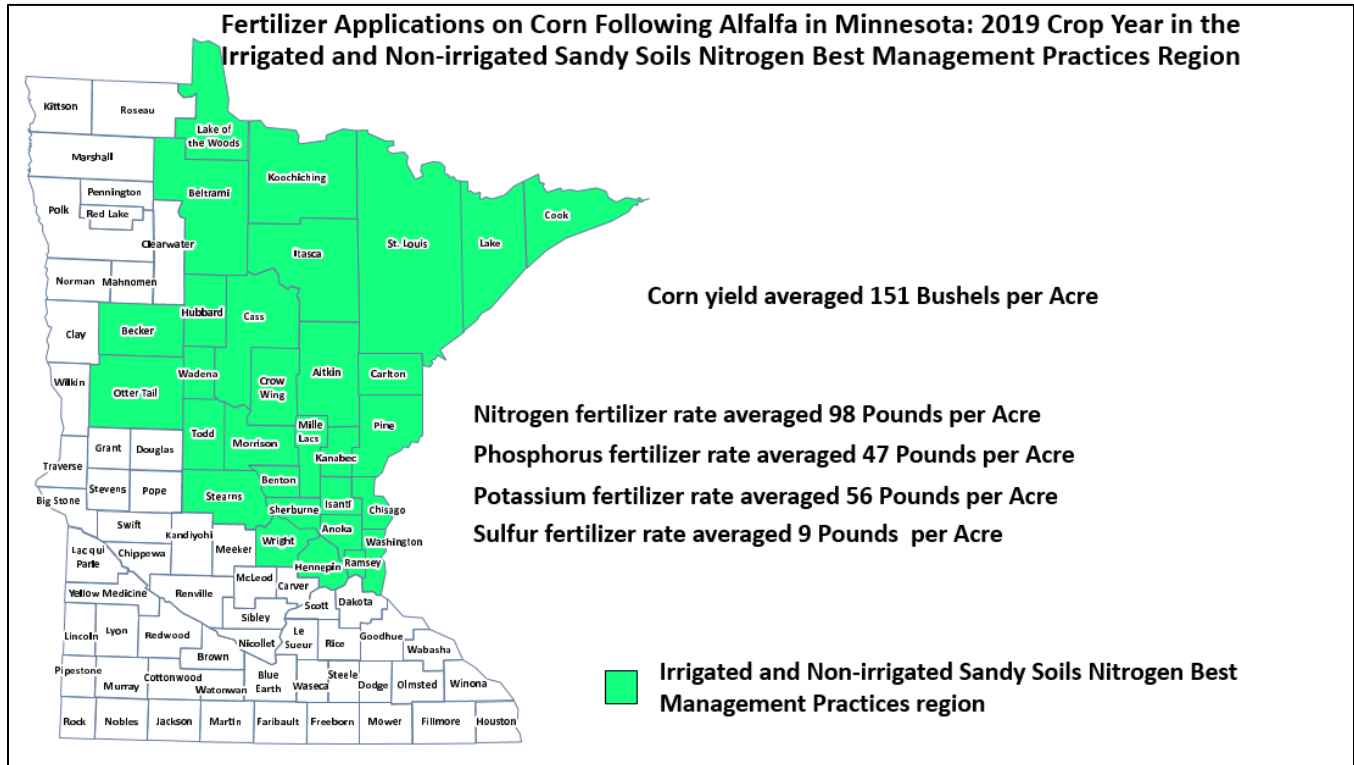 Fertilizer Applications on Corn Following Alfalfa in Minnesota: 2019 Crop Year in the
Irrigated and Non-irrigated Sandy Soils Nitrogen Best Management Practices Region
Kittson
Roseau
Lake of
the Woods
Marshall
Koochiching
Pennington
Beltrami
Polk
Red Lake
Cook
Clearwater
St. Louis
Lake
Itasca
Norman
Mahnomen
Corn yield averaged 151 Bushels per Acre
Hubbard
Cass
Clay
Becker
Wadena
Aitkin
Carlton
Wilkin
Crow
Wing
Otter Tail
Nitrogen fertilizer rate averaged 98 Pounds per Acre
Mille
Lacs
Pine
Todd
Morrison
Grant
Douglas
Phosphorus fertilizer rate averaged 47 Pounds per Acre
Kanabec
Traverse
Benton
Stevens
Pope
Stearns
Potassium fertilizer rate averaged 56 Pounds per Acre
Big Stone
Isanti
Sherburne
Chisago
Swift
Anoka
Kandiyohi
Sulfur fertilizer rate averaged 9 Pounds per Acre
Wright
Washington
Lac qui
Parle
Chippewa
Meeker
Hennepin
Ramsey
McLeod
Carver
Yellow Medicine
Renville
Scott
Dakota
Sibley
Lincoln
Lyon
Redwood
Nicollet
Le
Sueur
Rice
Goodhue
Wabasha
Brown
Pipestone
Murray
Cottonwood
Watonwan
Blue
Earth
Waseca
Steele
Dodge
Olmsted
Winona
Irrigated and Non-irrigated Sandy Soils Nitrogen Best
Management Practices region
Rock
Nobles
Jackson
Martin
Faribault
Freeborn
Mower
Fillmore
Houston